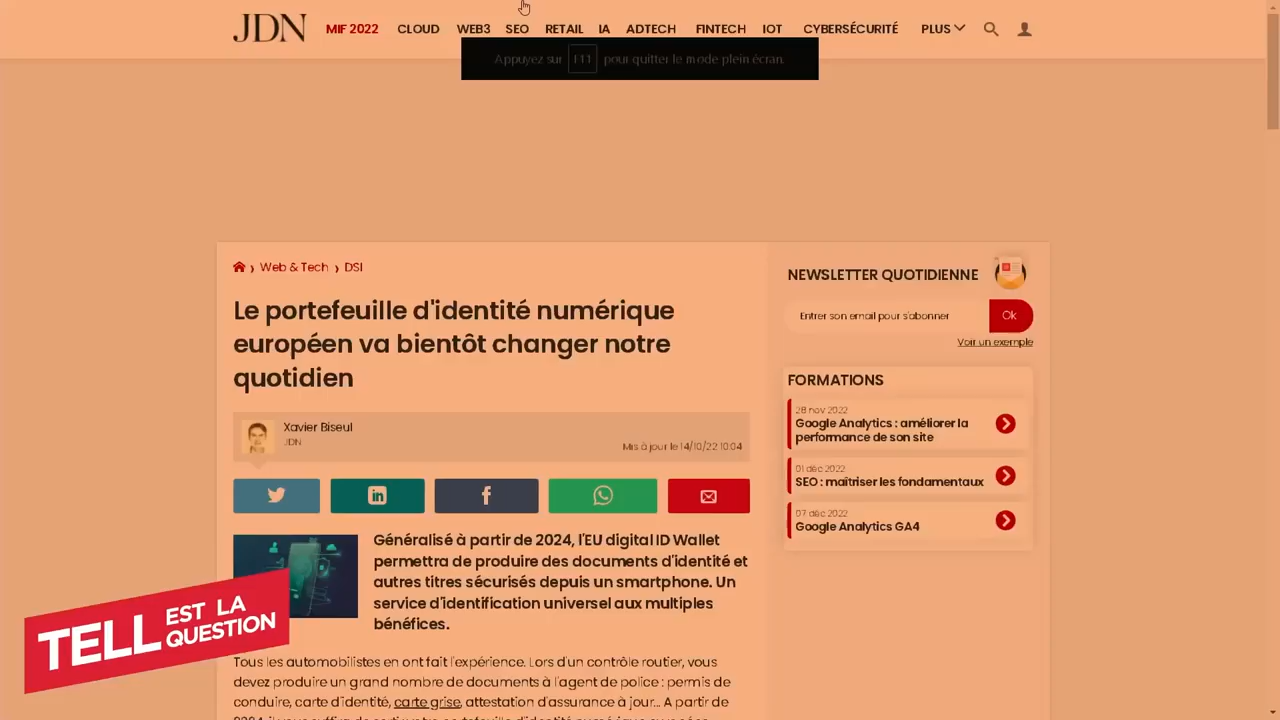 JDN MIF 2022 CLOUD WEB3 SEO RETAIL IA ADTECH FINTECH IOT CYBERSÉCURITÉ PLUS
Appuyez sur F11 pour quitter le mode plein écran.
Web & Tech DSI
Le portefeuille d'identité numérique
européen va bientôt changer notre
quotidien
Xavier Biseul
JDN
Mis à jour le 14/10/22 10:04
Généralisé à partir de 2024, l'EU digital ID Wallet
permettra de produire des documents d'identité et
autres titres sécurisés depuis un smartphone. Un
service d'identification universel aux multiples
bénéfices.
Tous les automobilistes en ont fait l'expérience. Lors d'un contrôle routier, vous
devez produire un grand nombre de documents à l'agent de police : permis de
conduire, carte d'identité, carte grise, attestation d'assurance à jour... A partir de
NEWSLETTER QUOTIDIENNE
Entrer son email pour s'abonner
Ok
Voir un exemple
FORMATIONS
28 nov 2022
Google Analytics : améliorer la
performance de son site
01 déc 2022
SEO : maîtriser les fondamentaux
07 déc 2022
Google Analytics GA4
TELL EST LA
QUESTION